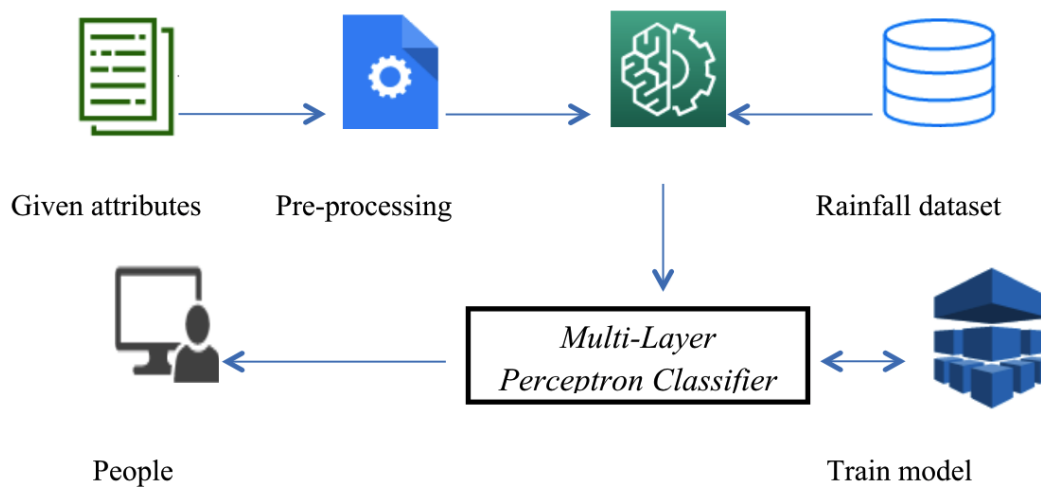 Given attributes
Pre-processing
Rainfall dataset
Multi-Layer
Perceptron Classifier
People
Train model